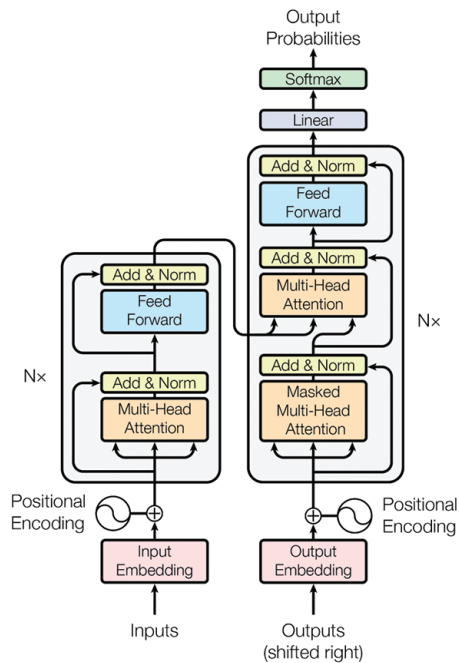 Output
Probabilities
Softmax
Linear
Add & Norm
Feed
Forward
Add & Norm
Multi-Head
Attention
Add & Norm
Masked
Multi-Head
Attention
N×
Add & Norm
Feed
Forward
Add & Norm
Multi-Head
Attention
N×
Positional
Encoding
Positional
Encoding
Input
Embedding
Output
Embedding
Inputs
Outputs
(shifted right)